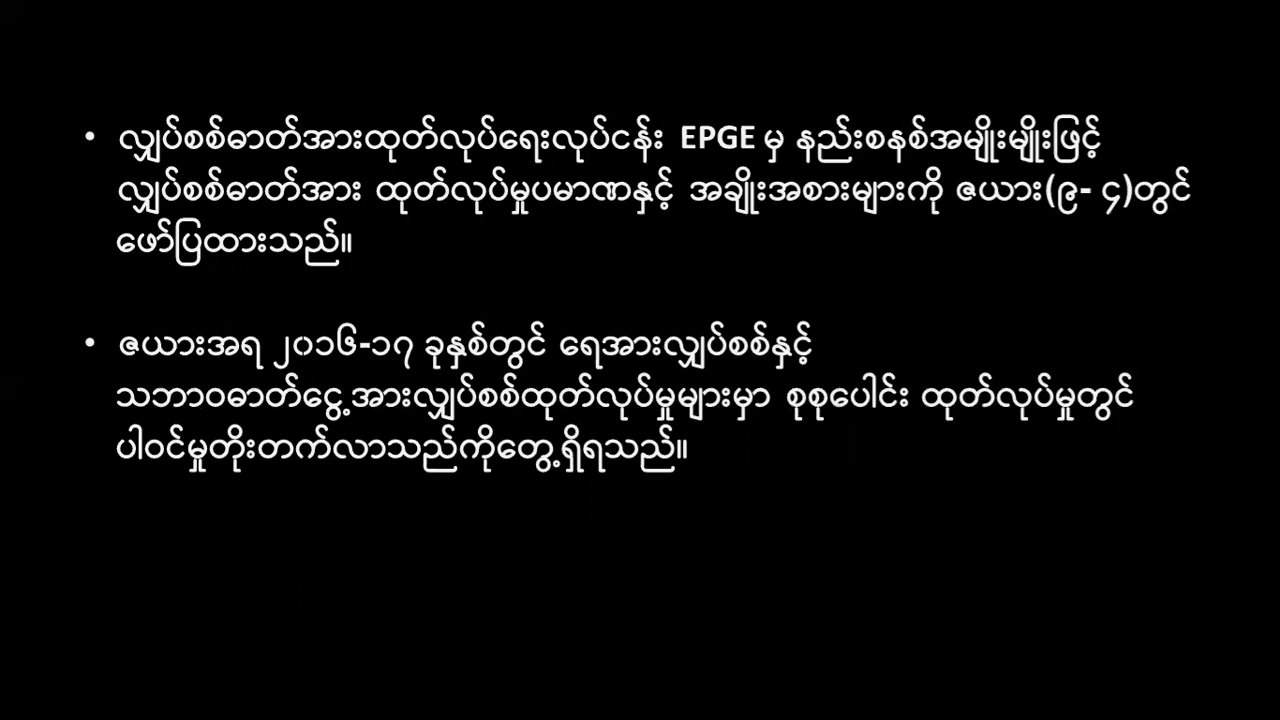 • လျှပ်စစ်ဓာတ်အားထုတ်လုပ်ရေးလုပ်ငန်း EPGE မှ နည်းစနစ်အမျိုးမျိုးဖြင့်
လျှပ်စစ်ဓာတ်အား ထုတ်လုပ်မှုပမာဏနှင့် အချိုးအစားများကို ဇယား(၉- ၄)တွင်
ဖော်ပြထားသည်။
• ဇယားအရ ၂၀၁၆-၁၇ ခုနှစ်တွင် ရေအားလျှပ်စစ်နှင့်
သဘာဝဓာတ်ငွေ့အားလျှပ်စစ်ထုတ်လုပ်မှုများမှာ စုစုပေါင်း ထုတ်လုပ်မှုတွင်
ပါဝင်မှုတိုးတက်လာသည်ကိုတွေ့ရှိရသည်။